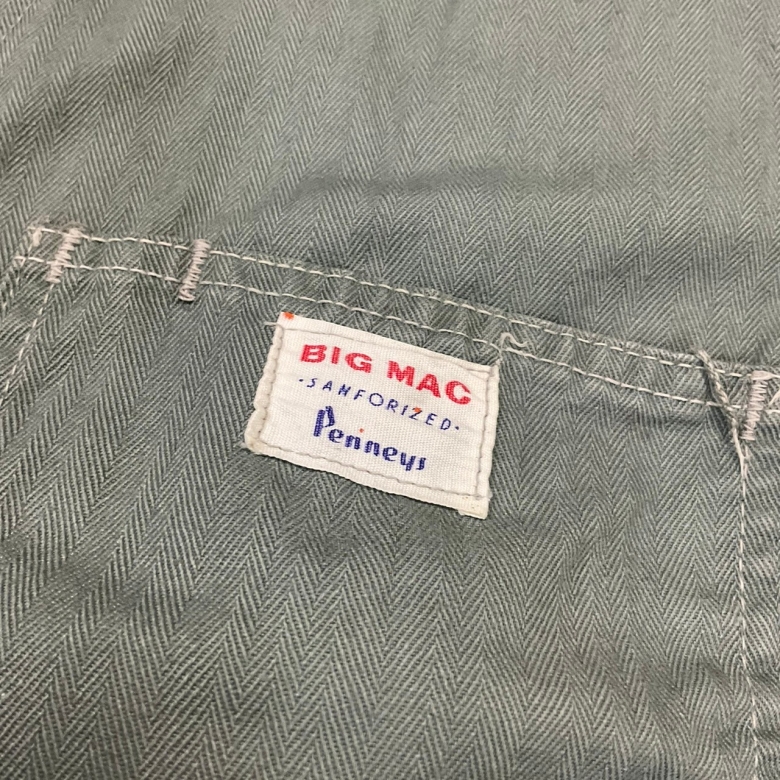 BIG MAC
·SANFORIZED·
Penneys